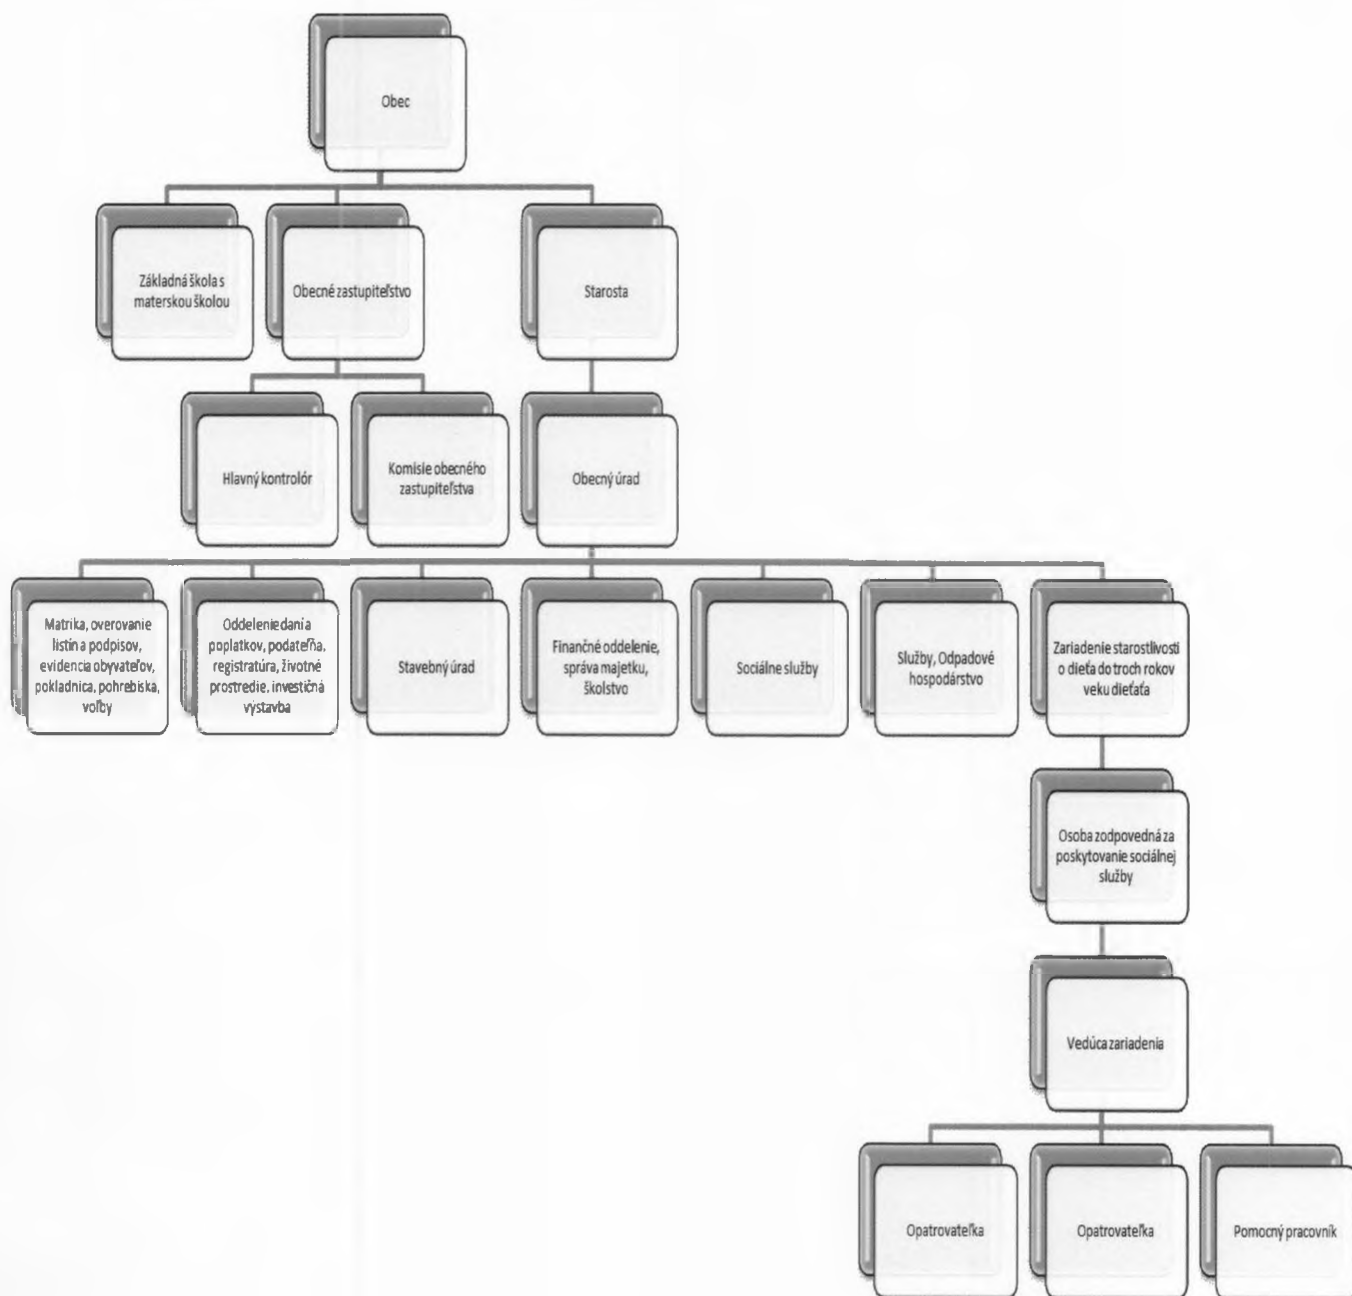 Obec
Základná škola s
materskou školou
Obecné zastupiteľstvo
Starosta
Hlavný kontrolór
Komisie obecného
zastupiteľstva
Obecný úrad
Matrika, overovanie
listín a podpisov,
evidencia obyvateľov,
pokladnica, pohrebiská,
voľby
Oddelenie daní a
poplatkov, podateľňa,
registratúra, životné
prostredie, investičná
výstavba
Stavebný úrad
Finančné oddelenie,
správa majetku,
školstvo
Sociálne služby
Služby, Odpadové
hospodárstvo
Zariadenie starostlivosti
o dieťa do troch rokov
veku dieťaťa
Osoba zodpovedná za
poskytovanie sociálnej
služby
Vedúca zariadenia
Opatrovateľka
Opatrovateľka
Pomocný pracovník